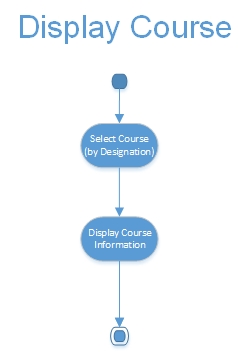 Display Course
Select Course
(by Designation)
Display Course
Information